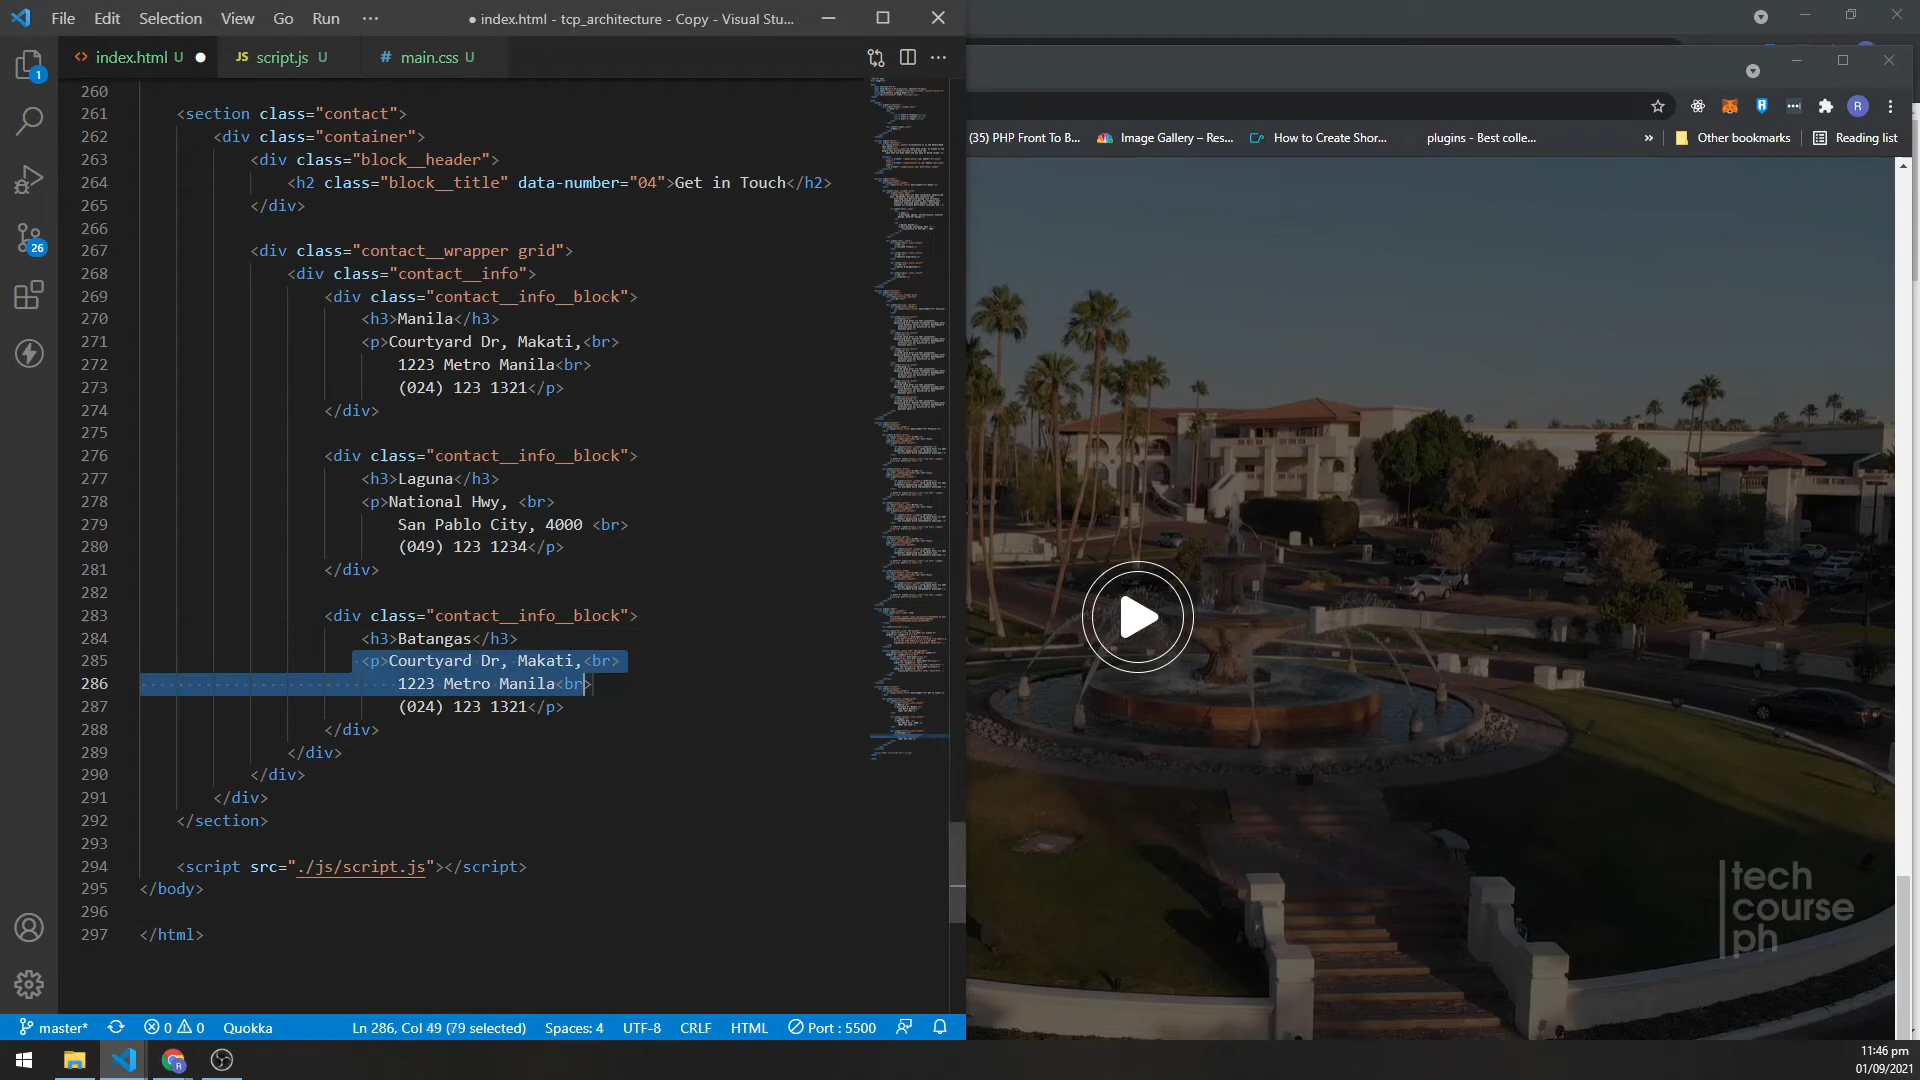 File Edit Selection View Go Run ···
● index.html - tcp_architecture - Copy - Visual Stu...
<> index.html U ●
JS script.js U
# main.css U
260
261 <section class="contact">
262 <div class="container">
263 <div class="block__header">
264 <h2 class="block__title" data-number="04">Get in Touch</h2>
265 </div>
266
267 <div class="contact__wrapper grid">
268 <div class="contact__info">
269 <div class="contact__info__block">
270 <h3>Manila</h3>
271 <p>Courtyard Dr, Makati,<br>
272 1223 Metro Manila<br>
273 (024) 123 1321</p>
274 </div>
275
276 <div class="contact__info__block">
277 <h3>Laguna</h3>
278 <p>National Hwy, <br>
279 San Pablo City, 4000 <br>
280 (049) 123 1234</p>
281 </div>
282
283 <div class="contact__info__block">
284 <h3>Batangas</h3>
285 <p>Courtyard Dr, Makati,<br>
286 1223 Metro Manila<br>
287 (024) 123 1321</p>
288 </div>
289 </div>
290 </div>
291 </div>
292 </section>
293
294 <script src="./js/script.js"></script>
295 </body>
296
297 </html>
1
26
master* 0 0 Quokka Ln 286, Col 49 (79 selected) Spaces: 4 UTF-8 CRLF HTML Port : 5500
R
(35) PHP Front To B... Image Gallery – Res... How to Create Shor... plugins - Best colle... » Other bookmarks Reading list
tech
course
ph
11:46 pm
01/09/2021